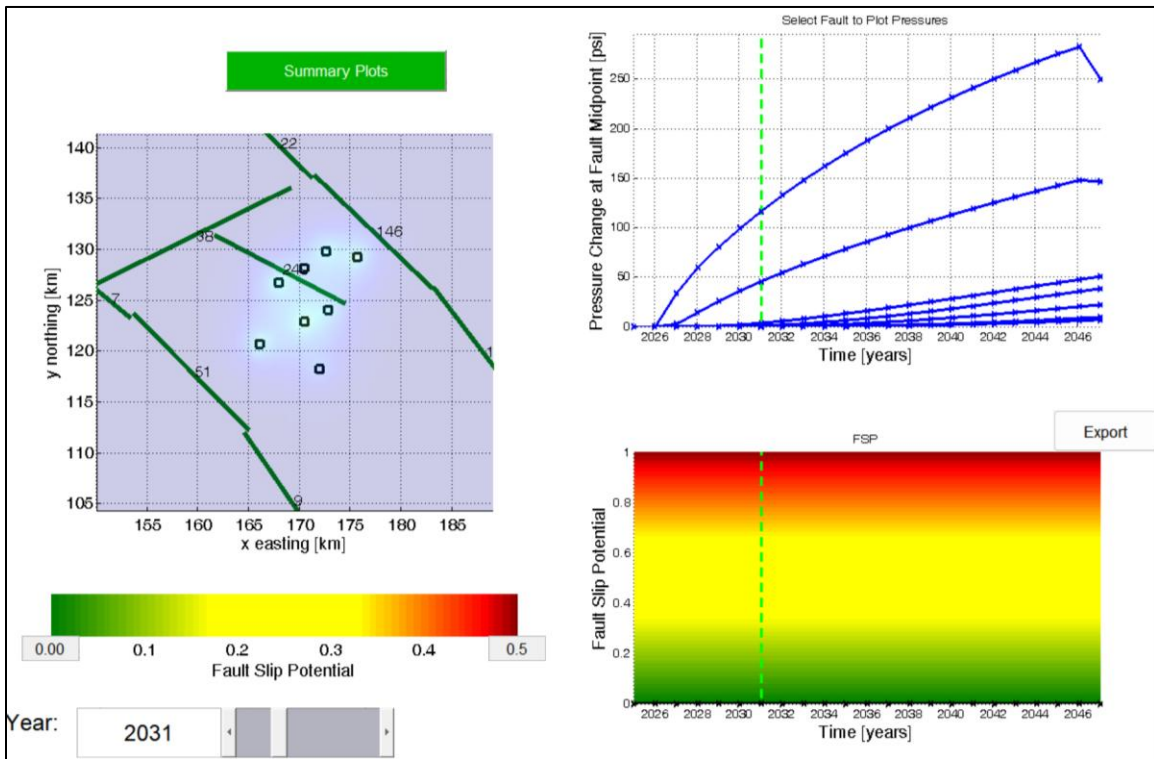 Select Fault to Plot Pressures
Summary Plots
140
135
130
125
120
115
110
105
y northing [km]
22
146
38
24
7
51
9
1
155 160 165 170 175 180 185
x easting [km]
250
200
150
100
50
0
Pressure Change at Fault Midpoint [psi]
2026 2028 2030 2032 2034 2036 2038 2040 2042 2044 2046
Time [years]
Export
FSP
1
0.8
0.6
0.4
0.2
0
Fault Slip Potential
2026 2028 2030 2032 2034 2036 2038 2040 2042 2044 2046
Time [years]
0.00 0.1 0.2 0.3 0.4 0.5
Fault Slip Potential
Year: 2031